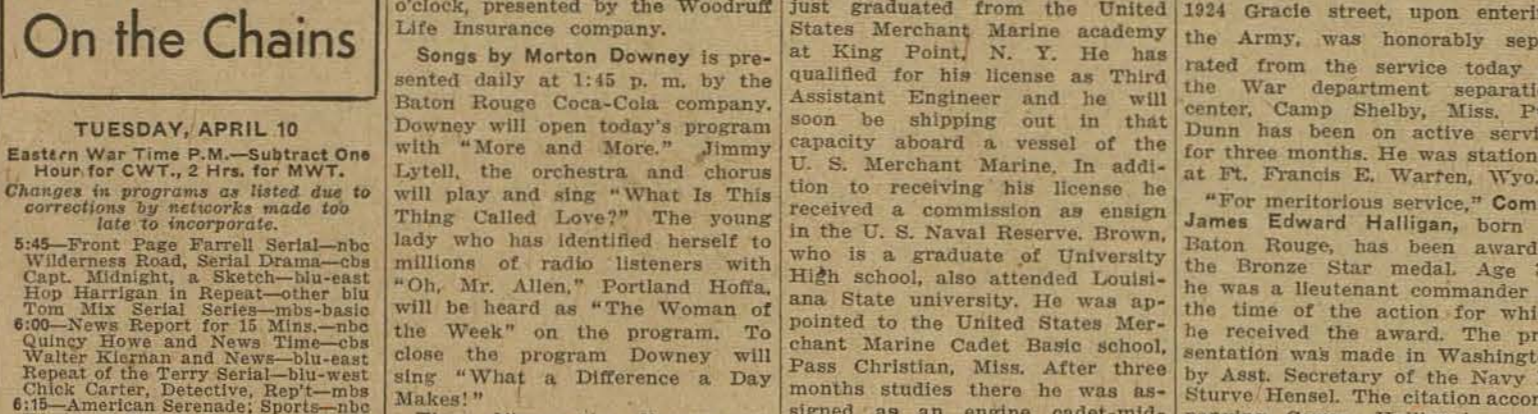 On the Chains
TUESDAY, APRIL 10
Eastern War Time P.M.—Subtract One
Hour for CWT., 2 Hrs. for MWT.
Changes in programs as listed due to
corrections by networks made too
late to incorporate.
5:45—Front Page Farrell Serial—nbc
Wilderness Road, Serial Drama—cbs
Capt. Midnight, a Sketch—blu-east
Hop Harrigan in Repeat—other blu
Tom Mix Serial Series—mbs-basic
6:00—News Report for 15 Mins.—nbc
Quincy Howe and News Time—cbs
Walter Kiernan and News—blu-east
Repeat of the Terry Serial—blu-west
Chick Carter, Detective, Rep't—mbs
6:15—American Serenade; Sports—nbc
o'clock, presented by the Woodruff
Life Insurance company.
Songs by Morton Downey is pre-
sented daily at 1:45 p. m. by the
Baton Rouge Coca-Cola company.
Downey will open today's program
with "More and More." Jimmy
Lytell, the orchestra and chorus
will play and sing "What Is This
Thing Called Love?" The young
lady who has identified herself to
millions of radio listeners with
"Oh, Mr. Allen," Portland Hoffa,
will be heard as "The Woman of
the Week" on the program. To
close the program Downey will
sing "What a Difference a Day
Makes!"
just graduated from the United
States Merchant Marine academy
at King Point, N. Y. He has
qualified for his license as Third
Assistant Engineer and he will
soon be shipping out in that
capacity aboard a vessel of the
U. S. Merchant Marine. In addi-
tion to receiving his license he
received a commission as ensign
in the U. S. Naval Reserve. Brown,
who is a graduate of University
High school, also attended Louisi-
ana State university. He was ap-
pointed to the United States Mer-
chant Marine Cadet Basic school,
Pass Christian, Miss. After three
months studies there he was as-
signed as an engine cadet-mid-
1924 Gracie street, upon enteri
the Army, was honorably sep
rated from the service today
the War department separati
center, Camp Shelby, Miss. P
Dunn has been on active serv
for three months. He was station
at Ft. Francis E. Warren, Wyo.
"For meritorious service," Com
James Edward Halligan, born
Baton Rouge, has been award
the Bronze Star medal. Age
he was a lieutenant commander
the time of the action for whi
he received the award. The pr
sentation was made in Washingt
by Asst. Secretary of the Navy
Sturve Hensel. The citation acco